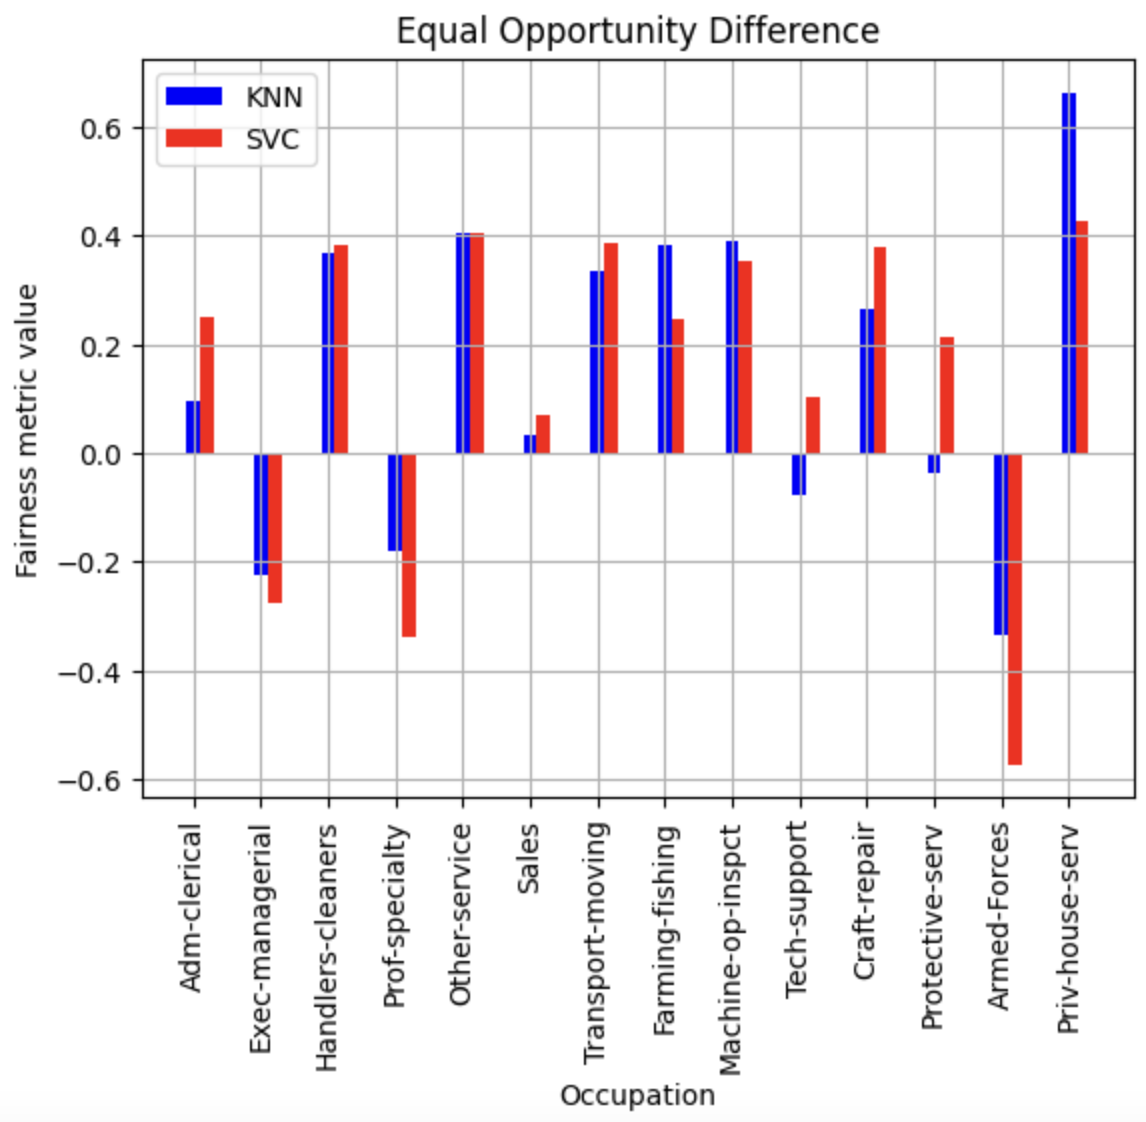 Equal Opportunity Difference
KNN
SVC
0.6
0.4
0.2
0.0
−0.2
−0.4
−0.6
Fairness metric value
Adm-clerical
Exec-managerial
Handlers-cleaners
Prof-specialty
Other-service
Sales
Transport-moving
Farming-fishing
Machine-op-inspct
Tech-support
Craft-repair
Protective-serv
Armed-Forces
Priv-house-serv
Occupation